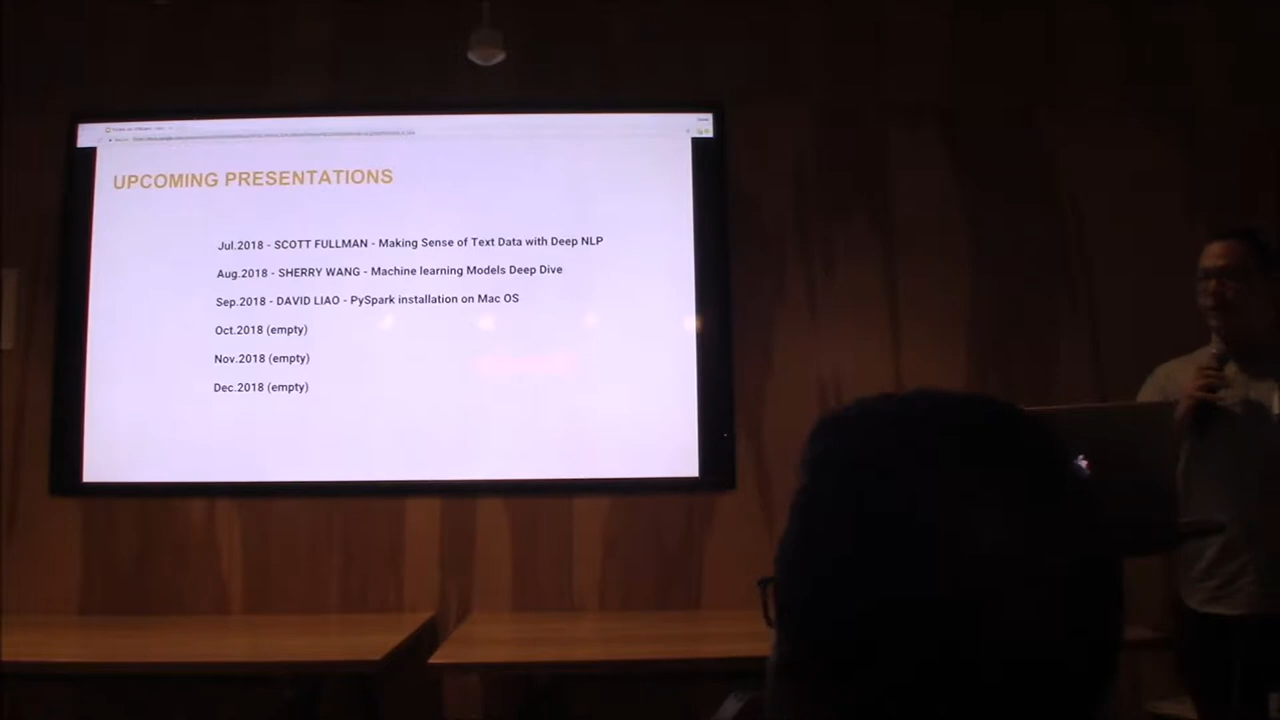 UPCOMING PRESENTATIONS
Jul.2018 - SCOTT FULLMAN - Making Sense of Text Data with Deep NLP
Aug.2018 - SHERRY WANG - Machine learning Models Deep Dive
Sep.2018 - DAVID LIAO - PySpark installation on Mac OS
Oct.2018 (empty)
Nov.2018 (empty)
Dec.2018 (empty)